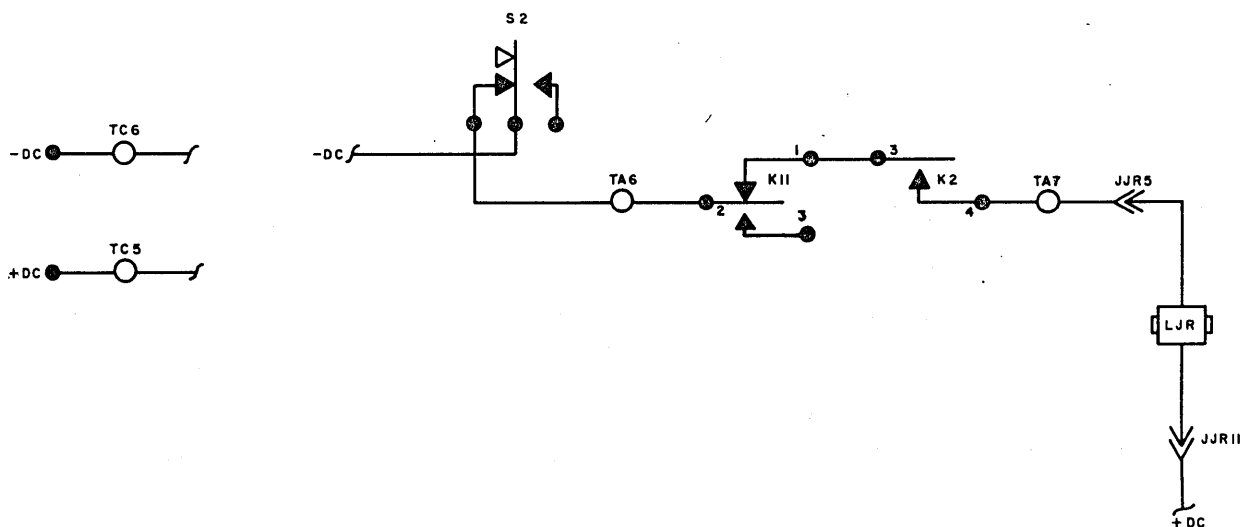 S2
-DC
TC6
-DC
1
3
TA6
2
K11
3
K2
4
TA7
JJR5
+DC
TC5
LJR
JJR11
+DC